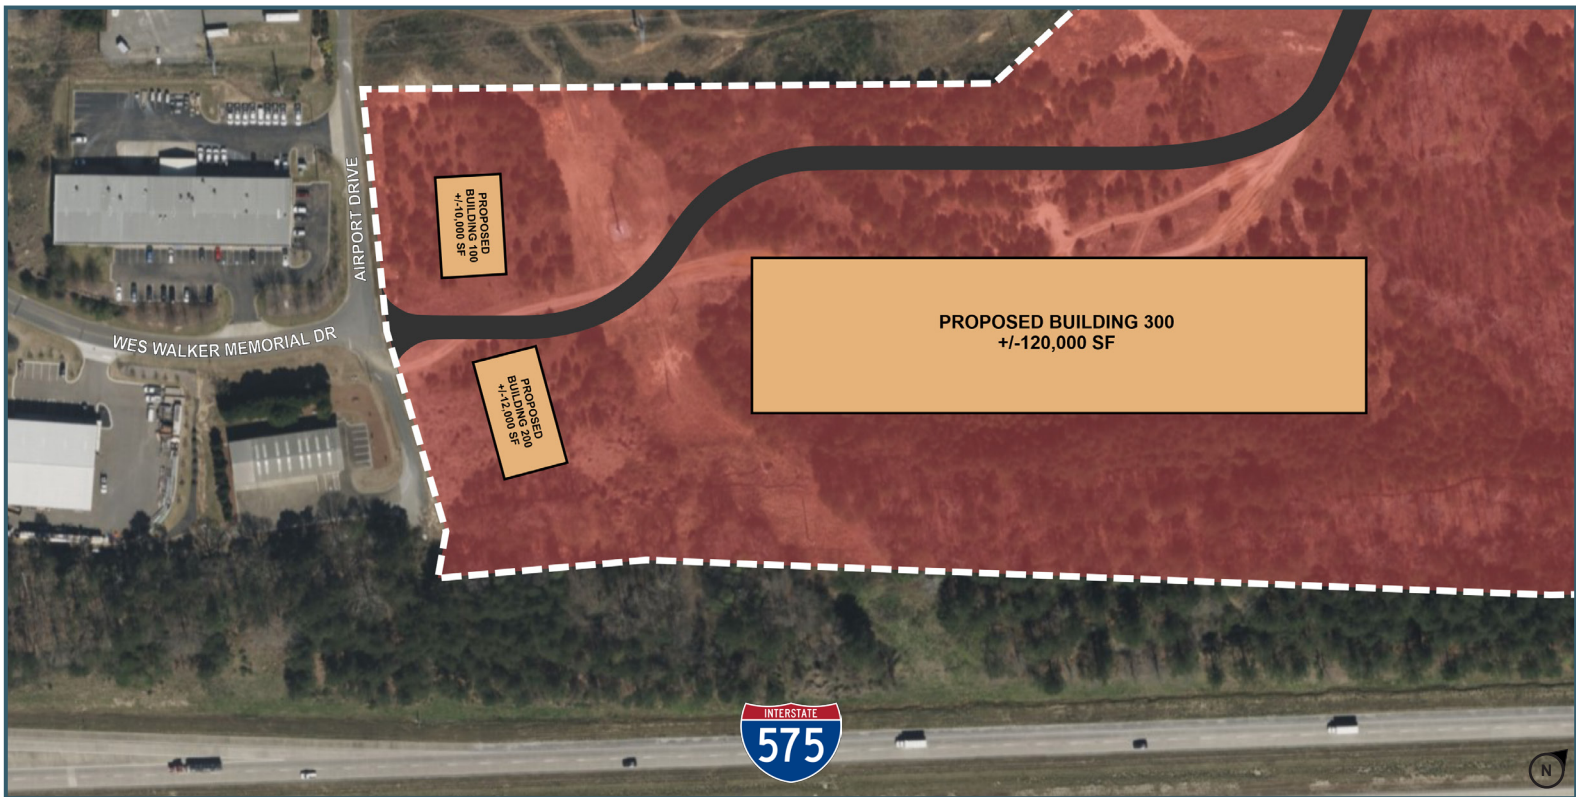 AIRPORT DRIVE
WES WALKER MEMORIAL DR
PROPOSED
BUILDING 100
+/-10,000 SF
PROPOSED
BUILDING 200
+/-12,000 SF
PROPOSED BUILDING 300
+/-120,000 SF
INTERSTATE
575
N